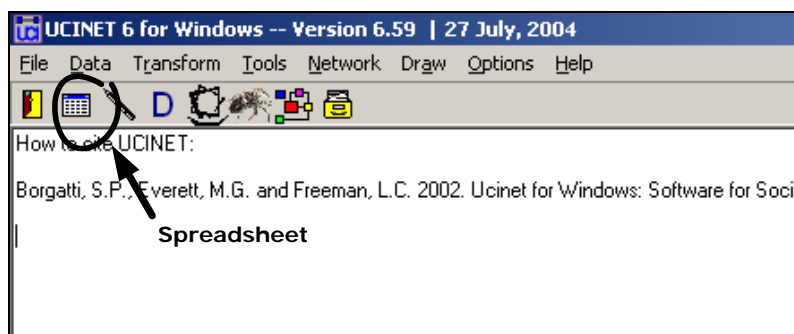 uci UCINET 6 for Windows -- Version 6.59 | 27 July, 2004
File Data Transform Tools Network Draw Options Help
D
How to cite UCINET:
Borgatti, S.P., Everett, M.G. and Freeman, L.C. 2002. Ucinet for Windows: Software for Soci
Spreadsheet